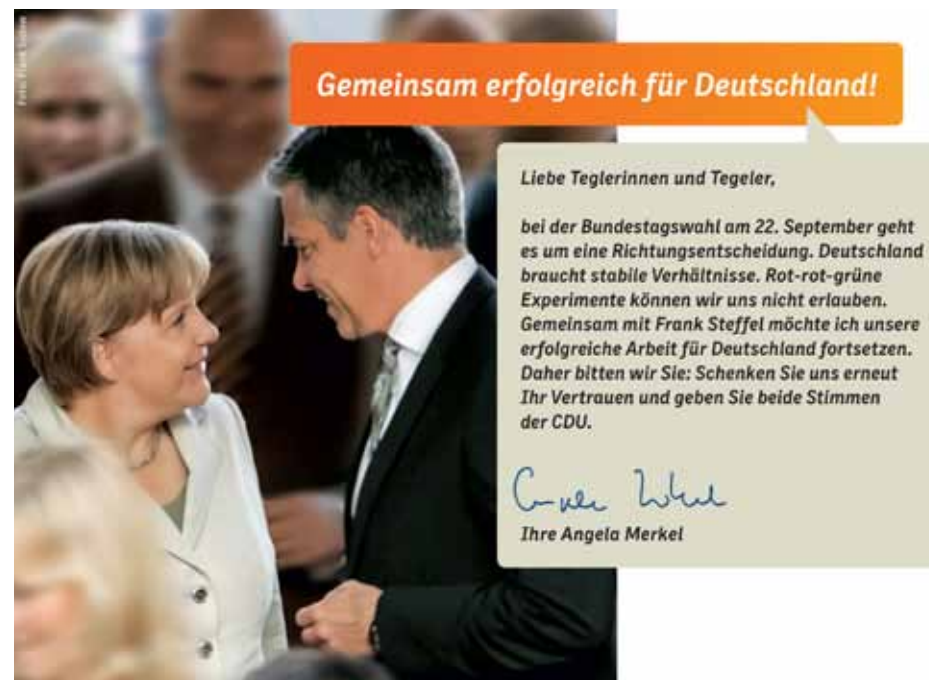 Gemeinsam erfolgreich für Deutschland!
Liebe Teglerinnen und Tegeler,
bei der Bundestagswahl am 22. September geht
es um eine Richtungsentscheidung. Deutschland
braucht stabile Verhältnisse. Rot-rot-grüne
Experimente können wir uns nicht erlauben.
Gemeinsam mit Frank Steffel möchte ich unsere
erfolgreiche Arbeit für Deutschland fortsetzen.
Daher bitten wir Sie: Schenken Sie uns erneut
Ihr Vertrauen und geben Sie beide Stimmen
der CDU.
Ihre Angela Merkel
Foto: